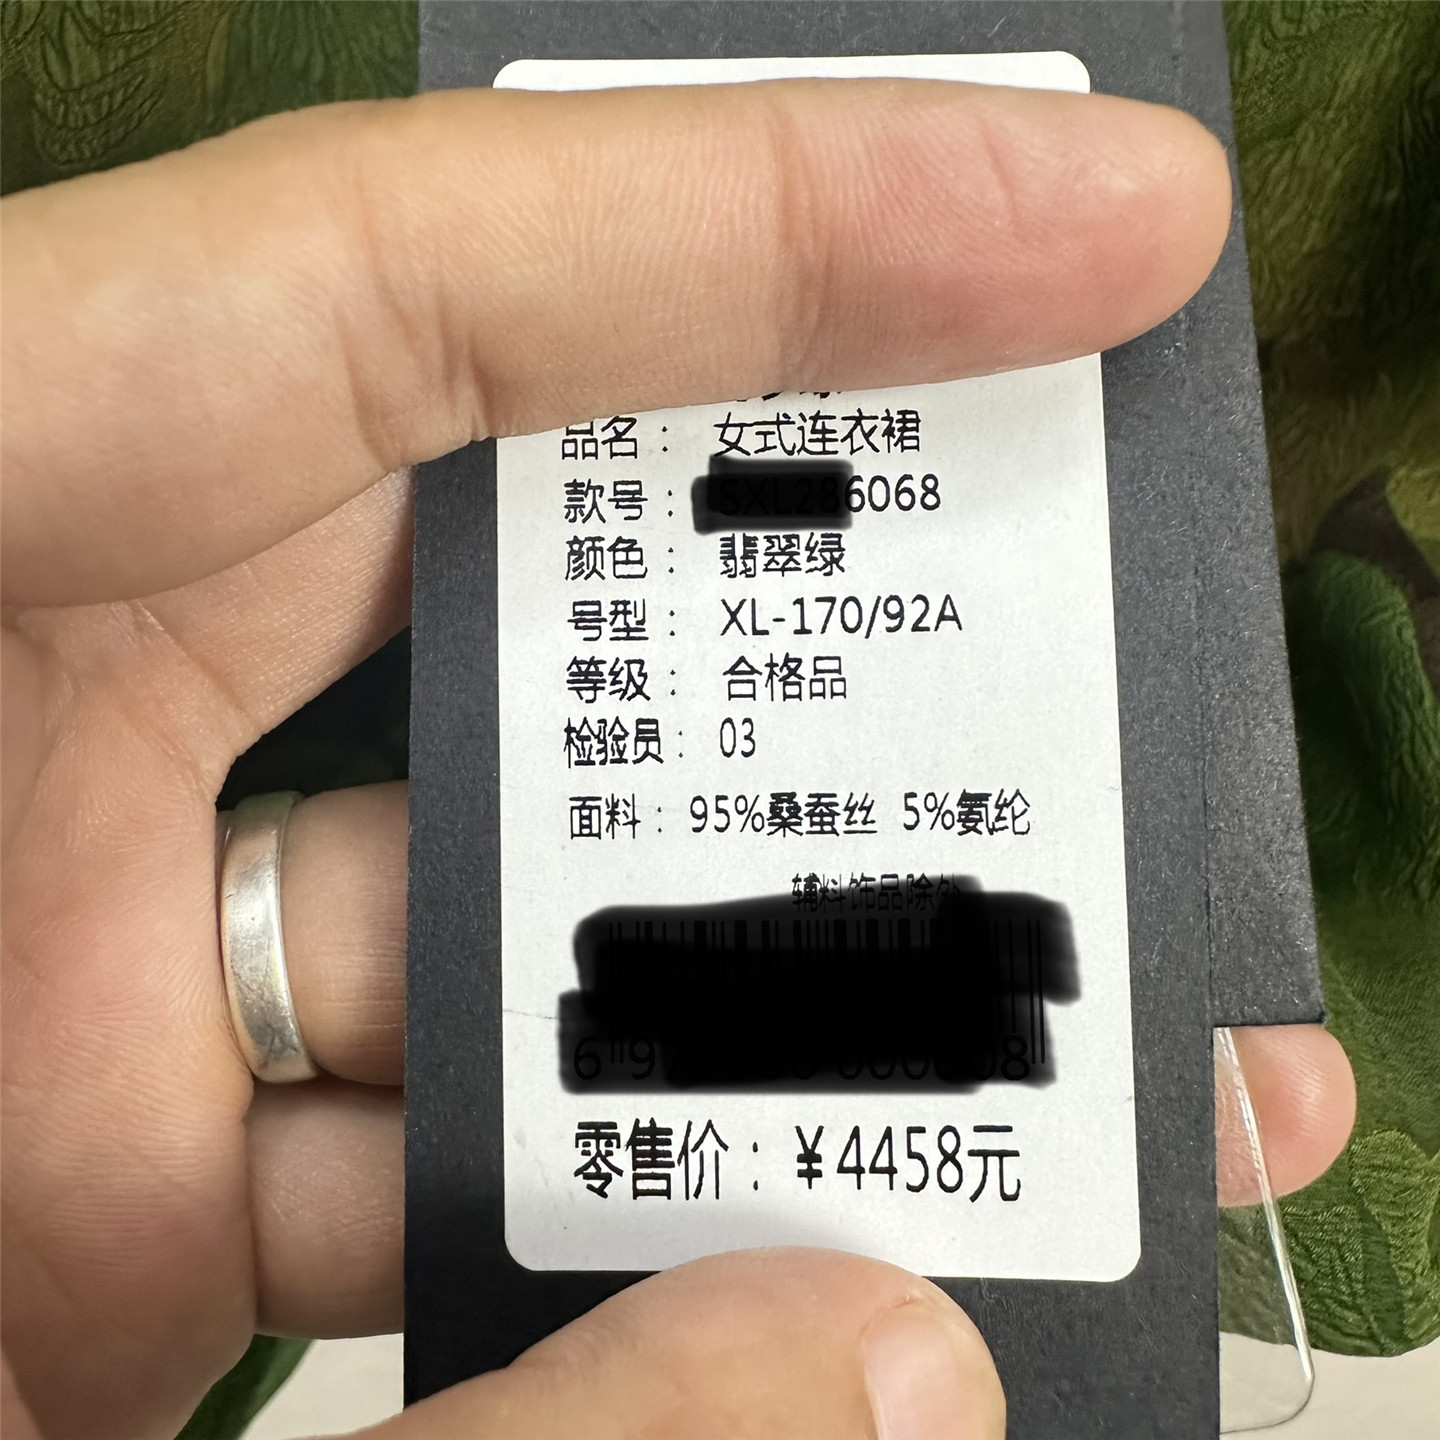 品名： 女式连衣裙
款号： SXL286068
颜色： 翡翠绿
号型： XL-170/92A
等级： 合格品
检验员： 03
面料： 95%桑蚕丝 5%氨纶
辅料饰品除外
零售价：￥4458元